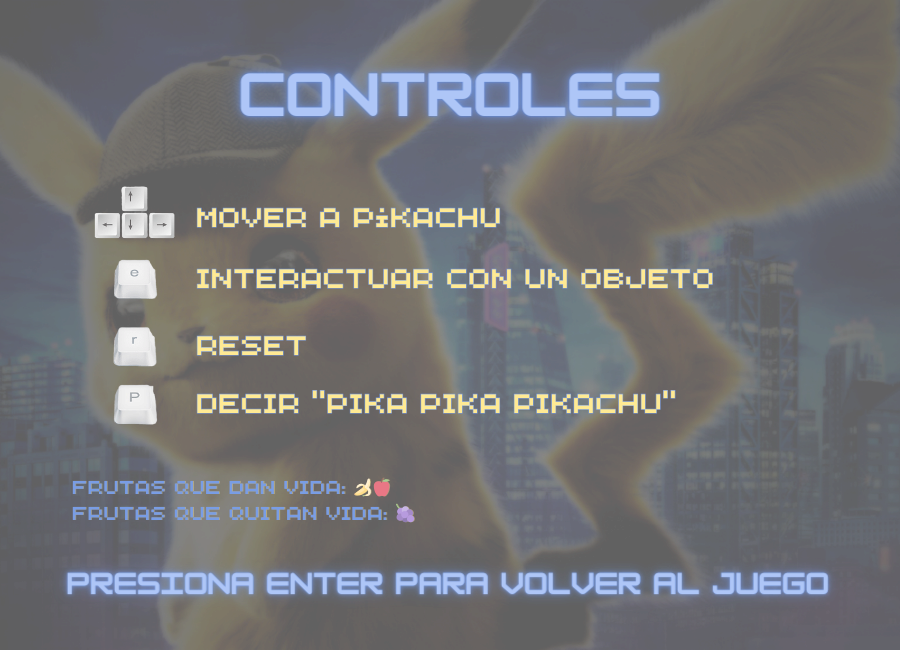 CONTROLES
↑
← ↓ →
MOVER A PiKACHU
e
INTERACTUAR CON UN OBJETO
r
RESET
P
DECIR "PIKA PIKA PIKACHU"
FRUTAS QUE DAN VIDA: 🍌🍎
FRUTAS QUE QUITAN VIDA: 🍇
PRESIONA ENTER PARA VOLVER AL JUEGO